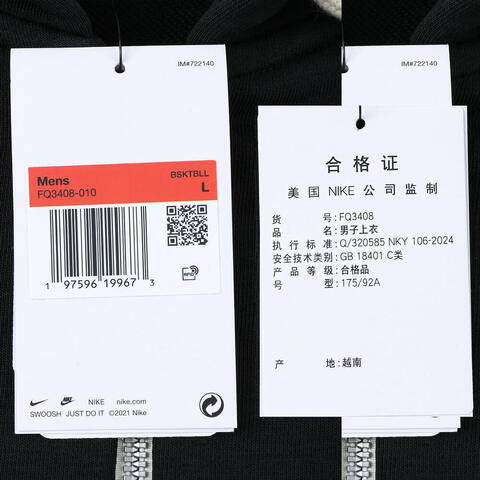 IM#722140
Mens
BSKTBLL
FQ3408-010
L
1 97596 19967 3
RFID
NIKE nike.com
SWOOSH JUST DO IT ©2021 Nike
IM#722140
合格证
美国 NIKE 公司监制
货号:FQ3408
品名:男子上衣
执行标准:Q/320585 NKY 106-2024
安全技术类别:GB 18401 C类
产品等级:合格品
号型:175/92A
产地:越南